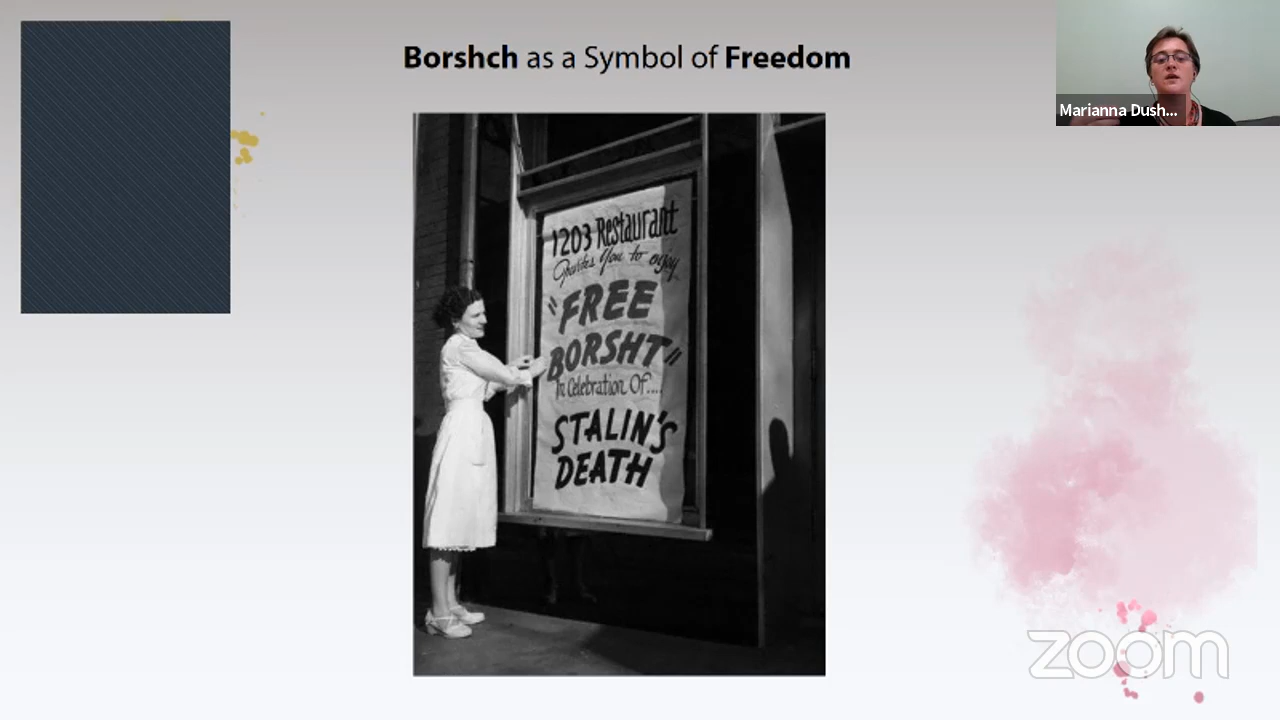 Borshch as a Symbol of Freedom
Marianna Dush...
1203 Restaurant
Invites You to enjoy
"FREE
BORSHT"
In Celebration Of....
STALIN'S
DEATH
zoom